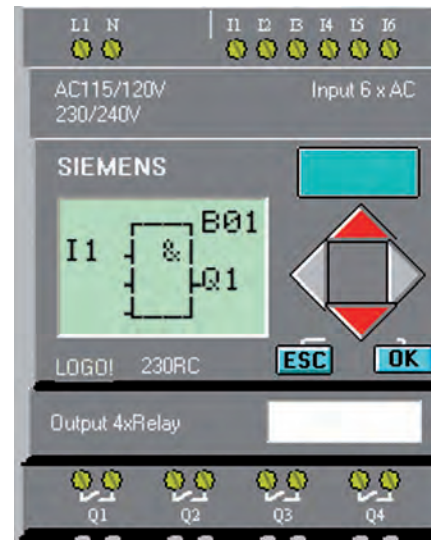 L1 N I1 I2 I3 I4 I5 I6
AC115/120V Input 6 x AC
230/240V
SIEMENS
B01
I1 &
Q1
LOGO! 230RC ESC OK
Output 4xRelay
Q1 Q2 Q3 Q4